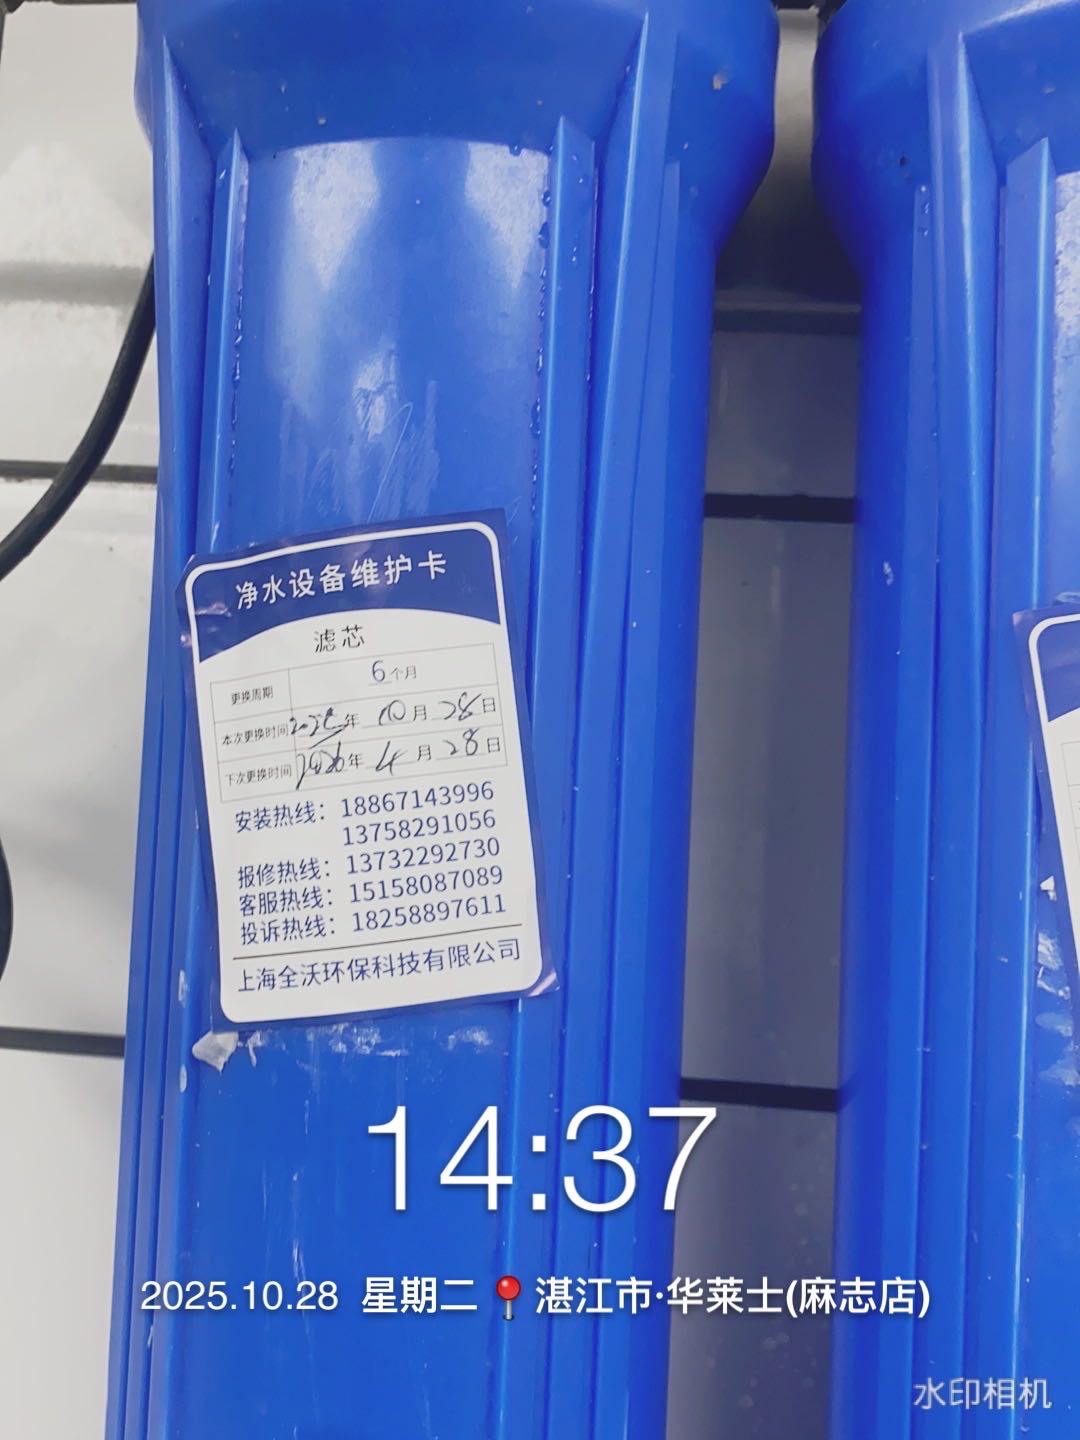 净水设备维护卡
滤芯
更换周期 6个月
本次更换时间 2025年 10月 28日
下次更换时间 2026年 4月 28日
安装热线：18867143996
13758291056
报修热线：13732292730
客服热线：15158087089
投诉热线：18258897611
上海全沃环保科技有限公司
14:37
2025.10.28 星期二 📍湛江市·华莱士(麻志店)
水印相机